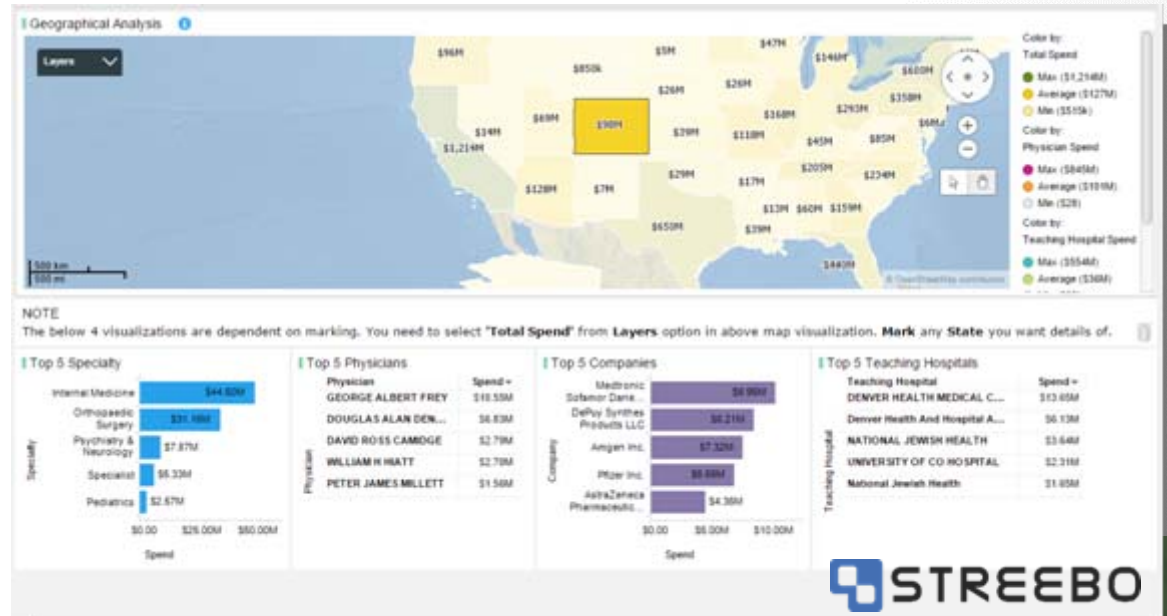 Geographical Analysis
Layers
$96M
$5M
$47M
$146M
$850k
$600M
$26M
$26M
$358M
$69M
$98M
$168M
$293M
$14M
$39M
$118M
$45M
$85M
$1,214M
$29M
$205M
$234M
$128M
$7M
$17M
$13M $60M $159M
$650M
$39M
$440M
500 km
500 mi
© OpenStreetMap contributors
Color by:
Total Spend
Max ($1,214M)
Average ($127M)
Min ($515k)
Color by:
Physician Spend
Max ($845M)
Average ($101M)
Min ($28)
Color by:
Teaching Hospital Spend
Max ($554M)
Average ($36M)
NOTE
The below 4 visualizations are dependent on marking. You need to select 'Total Spend' from Layers option in above map visualization. Mark any State you want details of.
Top 5 Specialty
Specialty
Internal Medicine
Orthopaedic
Surgery
$31.16M
Psychiatry &
Neurology
$7.87M
Specialist
$6.33M
Pediatrics
$2.67M
$0.00 $25.00M $50.00M
Spend
Top 5 Physicians
Physician Spend
Physician
GEORGE ALBERT FREY $10.55M
DOUGLAS ALAN DEN... $6.83M
DAVID ROSS CAMIDGE $2.79M
WILLIAM H HIATT $2.70M
PETER JAMES MILLETT $1.56M
Top 5 Companies
Company
Medtronic
Sofamor Dane...
DePuy Synthes
Products LLC
$8.21M
Amgen Inc.
$7.32M
Pfizer Inc.
$6.66M
AstraZeneca
Pharmaceutic...
$4.36M
$0.00 $5.00M $10.00M
Spend
Top 5 Teaching Hospitals
Teaching Hospital Spend
Teaching Hospital
DENVER HEALTH MEDICAL C... $13.65M
Denver Health And Hospital A... $6.13M
NATIONAL JEWISH HEALTH $3.64M
UNIVERSITY OF CO HOSPITAL $2.31M
National Jewish Health $1.65M
STREEBO